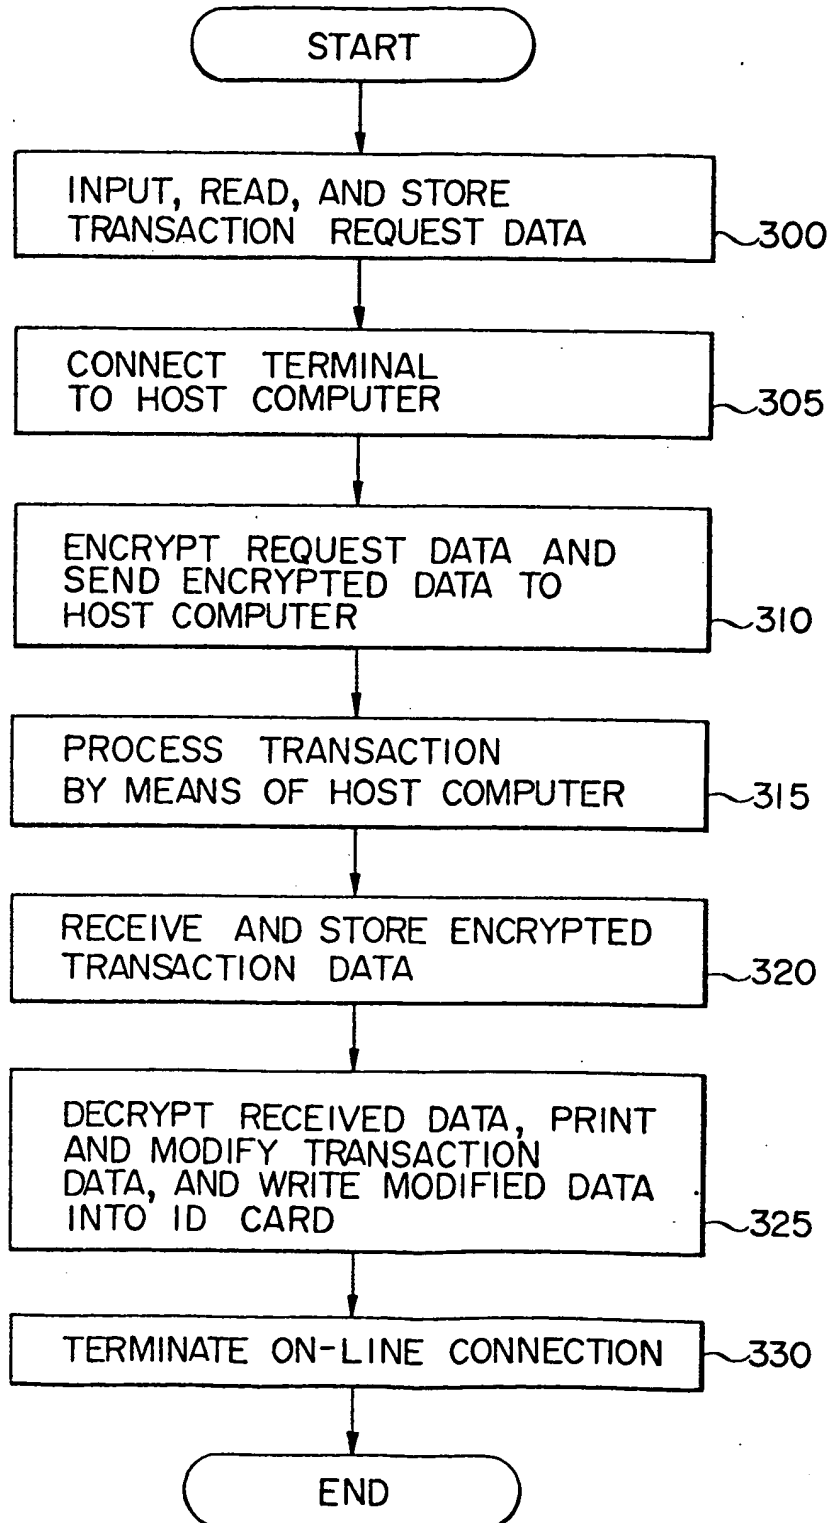 START
INPUT, READ, AND STORE
TRANSACTION REQUEST DATA
300
CONNECT TERMINAL
TO HOST COMPUTER
305
ENCRYPT REQUEST DATA AND
SEND ENCRYPTED DATA TO
HOST COMPUTER
310
PROCESS TRANSACTION
BY MEANS OF HOST COMPUTER
315
RECEIVE AND STORE ENCRYPTED
TRANSACTION DATA
320
DECRYPT RECEIVED DATA, PRINT
AND MODIFY TRANSACTION
DATA, AND WRITE MODIFIED DATA
INTO ID CARD
325
TERMINATE ON-LINE CONNECTION
330
END